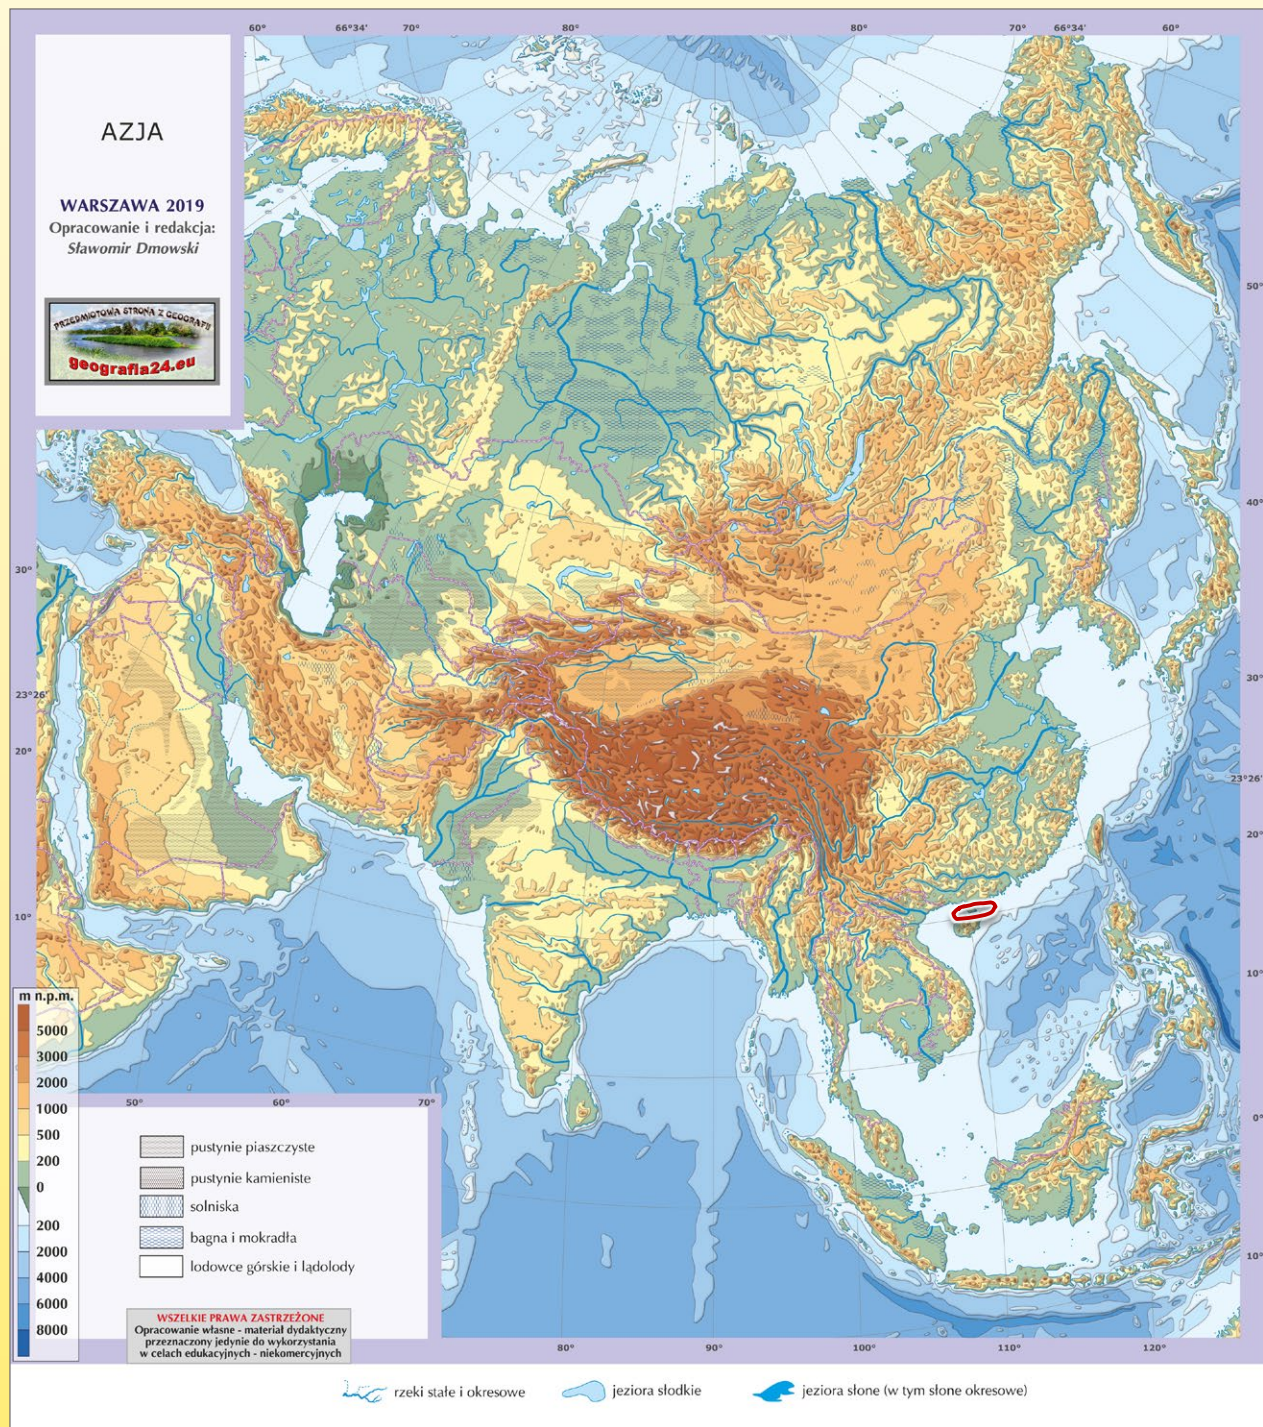 60° 66°34' 70° 80° 80° 70° 66°34' 60°
AZJA
WARSZAWA 2019
Opracowanie i redakcja:
Sławomir Dmowski
PRZEDMIOTOWA STRONA Z GEOGRAFII
geografia24.eu
50°
40°
30°
30°
23°26'
20°
23°26'
20°
10°
10°
m n.p.m.
5000
3000
2000
1000
500
200
0
200
2000
4000
6000
8000
50° 60° 70°
0°
10°
pustynie piaszczyste
pustynie kamieniste
solniska
bagna i mokradła
lodowce górskie i lądolody
WSZELKIE PRAWA ZASTRZEŻONE
Opracowanie własne - materiał dydaktyczny
przeznaczony jedynie do wykorzystania
w celach edukacyjnych - niekomercyjnych
80° 90° 100° 110° 120°
rzeki stałe i okresowe jeziora słodkie jeziora słone (w tym słone okresowe)